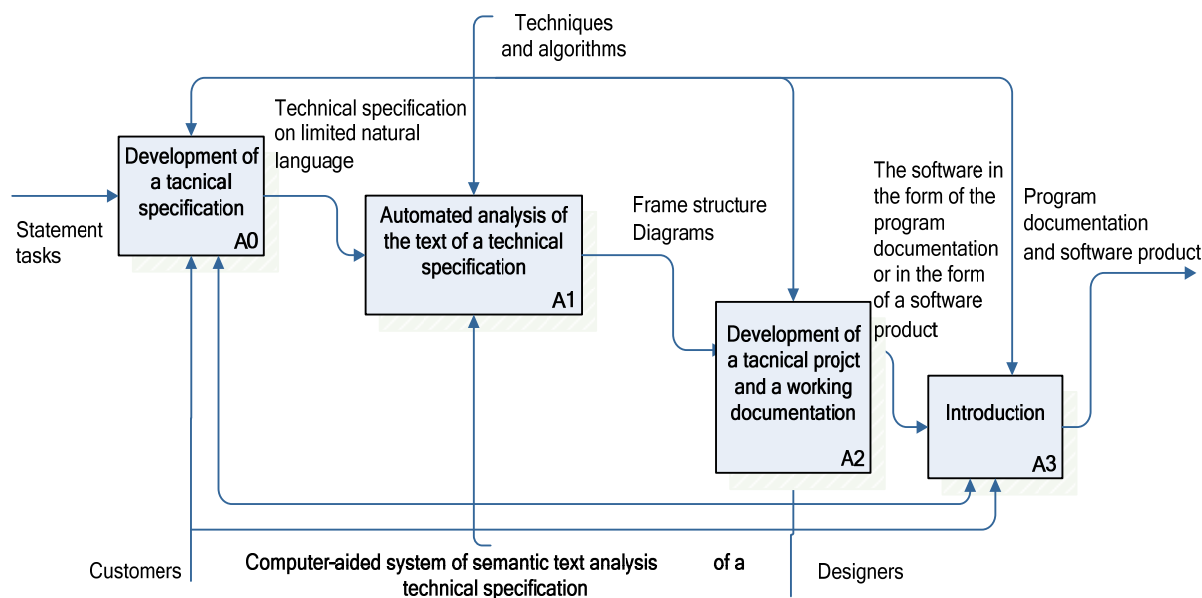 Techniques
and algorithms
Technical specification
on limited natural
language
Development of
a tacnical
specification
A0
Statement
tasks
Automated analysis of
the text of a technical
specification
A1
Frame structure
Diagrams
The software in
the form of the
program
documentation
or in the form
of a software
product
Program
documentation
and software product
Development of
a tacnical projct
and a working
documentation
A2
Introduction
A3
Customers
Computer-aided system of semantic text analysis of a
technical specification
Designers